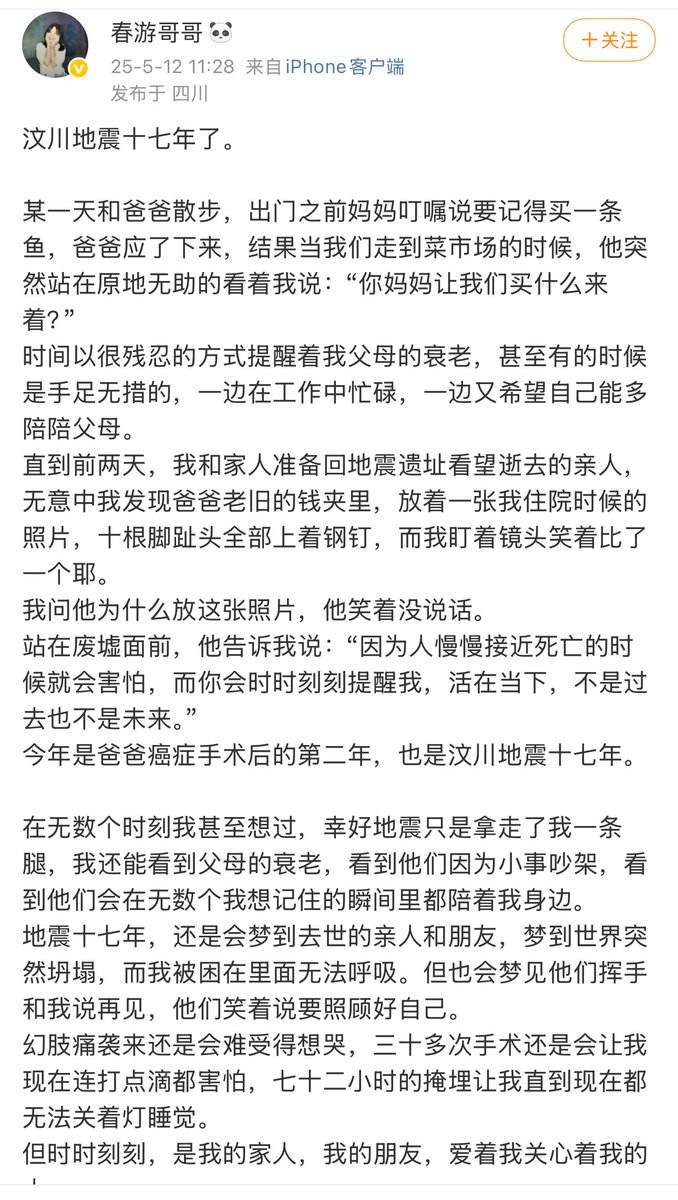 春游哥哥🐼
+关注
25-5-12 11:28 来自iPhone客户端
发布于 四川
汶川地震十七年了。
某一天和爸爸散步，出门之前妈妈叮嘱说要记得买一条
鱼，爸爸应了下来，结果当我们走到菜市场的时候，他突
然站在原地无助的看着我说：“你妈妈让我们买什么来
着？”
时间以很残忍的方式提醒着我父母的衰老，甚至有的时候
是手足无措的，一边在工作中忙碌，一边又希望自己能多
陪陪父母。
直到前两天，我和家人准备回地震遗址看望逝去的亲人，
无意中我发现爸爸老旧的钱夹里，放着一张我住院时候的
照片，十根脚趾头全部上着钢钉，而我盯着镜头笑着比了
一个耶。
我问他为什么放这张照片，他笑着没说话。
站在废墟面前，他告诉我说：“因为人慢慢接近死亡的时
候就会害怕，而你会时时刻刻提醒我，活在当下，不是过
去也不是未来。”
今年是爸爸癌症手术后的第二年，也是汶川地震十七年。
在无数个时刻我甚至想过，幸好地震只是拿走了我一条
腿，我还能看到父母的衰老，看到他们因为小事吵架，看
到他们会在无数个我想记住的瞬间里都陪着我身边。
地震十七年，还是会梦到去世的亲人和朋友，梦到世界突
然坍塌，而我被困在里面无法呼吸。但也会梦见他们挥手
和我说再见，他们笑着说要照顾好自己。
幻肢痛袭来还是会难受得想哭，三十多次手术还是会让我
现在连打点滴都害怕，七十二小时的掩埋让我直到现在都
无法关着灯睡觉。
但时时刻刻，是我的家人，我的朋友，爱着我关心着我的